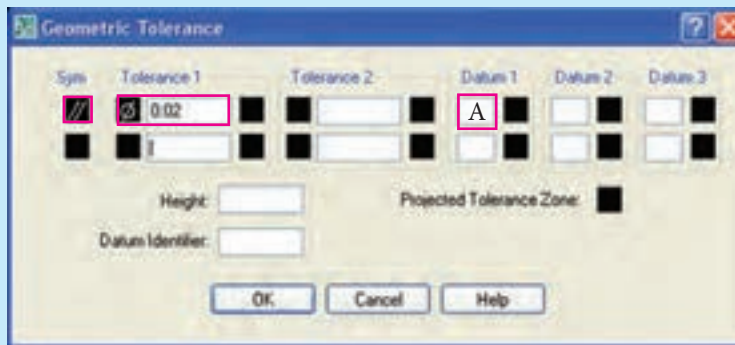 Geometric Tolerance
Sym Tolerance 1 Tolerance 2 Datum 1 Datum 2 Datum 3
// Ø 0.02 A
Height:
Projected Tolerance Zone:
Datum Identifier:
OK Cancel Help